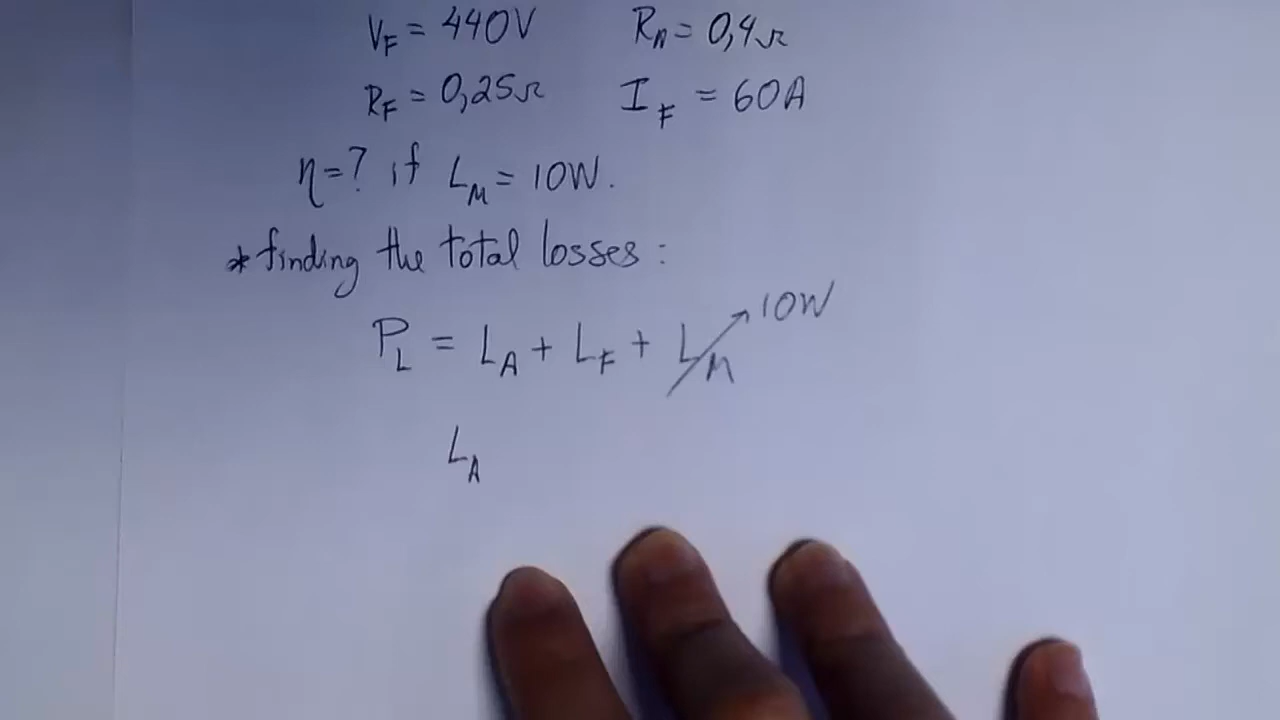 V_F = 440V R_A = 0,4Ω
R_F = 0,25Ω I_F = 60A
η=? if L_M = 10W.
*finding the total losses:
P_L = L_A + L_F + L_M 10W
L_A